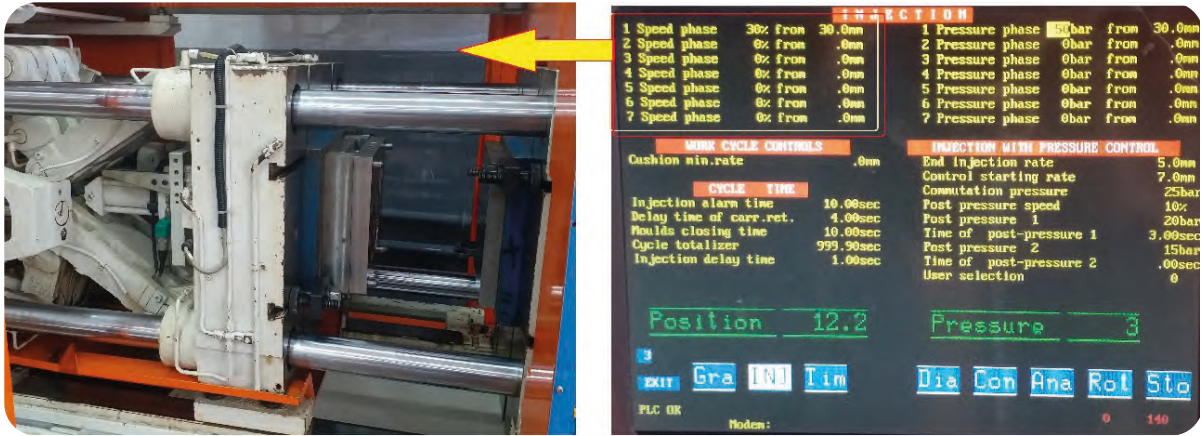 INJECTION
1 Speed phase 30% from 30.0mm
2 Speed phase 0% from .0mm
3 Speed phase 0% from .0mm
4 Speed phase 0% from .0mm
5 Speed phase 0% from .0mm
6 Speed phase 0% from .0mm
7 Speed phase 0% from .0mm
1 Pressure phase 50bar from 30.0mm
2 Pressure phase 0bar from .0mm
3 Pressure phase 0bar from .0mm
4 Pressure phase 0bar from .0mm
5 Pressure phase 0bar from .0mm
6 Pressure phase 0bar from .0mm
7 Pressure phase 0bar from .0mm
WORK CYCLE CONTROLS
Cushion min.rate .0mm
CYCLE TIME
Injection alarm time 10.00sec
Delay time of carr.ret. 4.00sec
Moulds closing time 10.00sec
Cycle totalizer 999.90sec
Injection delay time 1.00sec
INJECTION WITH PRESSURE CONTROL
End injection rate 5.0mm
Control starting rate 7.0mm
Commutation pressure 25bar
Post pressure speed 10%
Post pressure 1 20bar
Time of post-pressure 1 3.00sec
Post pressure 2 15bar
Time of post-pressure 2 .00sec
User selection 0
Position 12.2
Pressure 3
3
EXIT Gra INJ Tim Dia Con Ana Rol Sto
PLC OK
Modem:
0 140